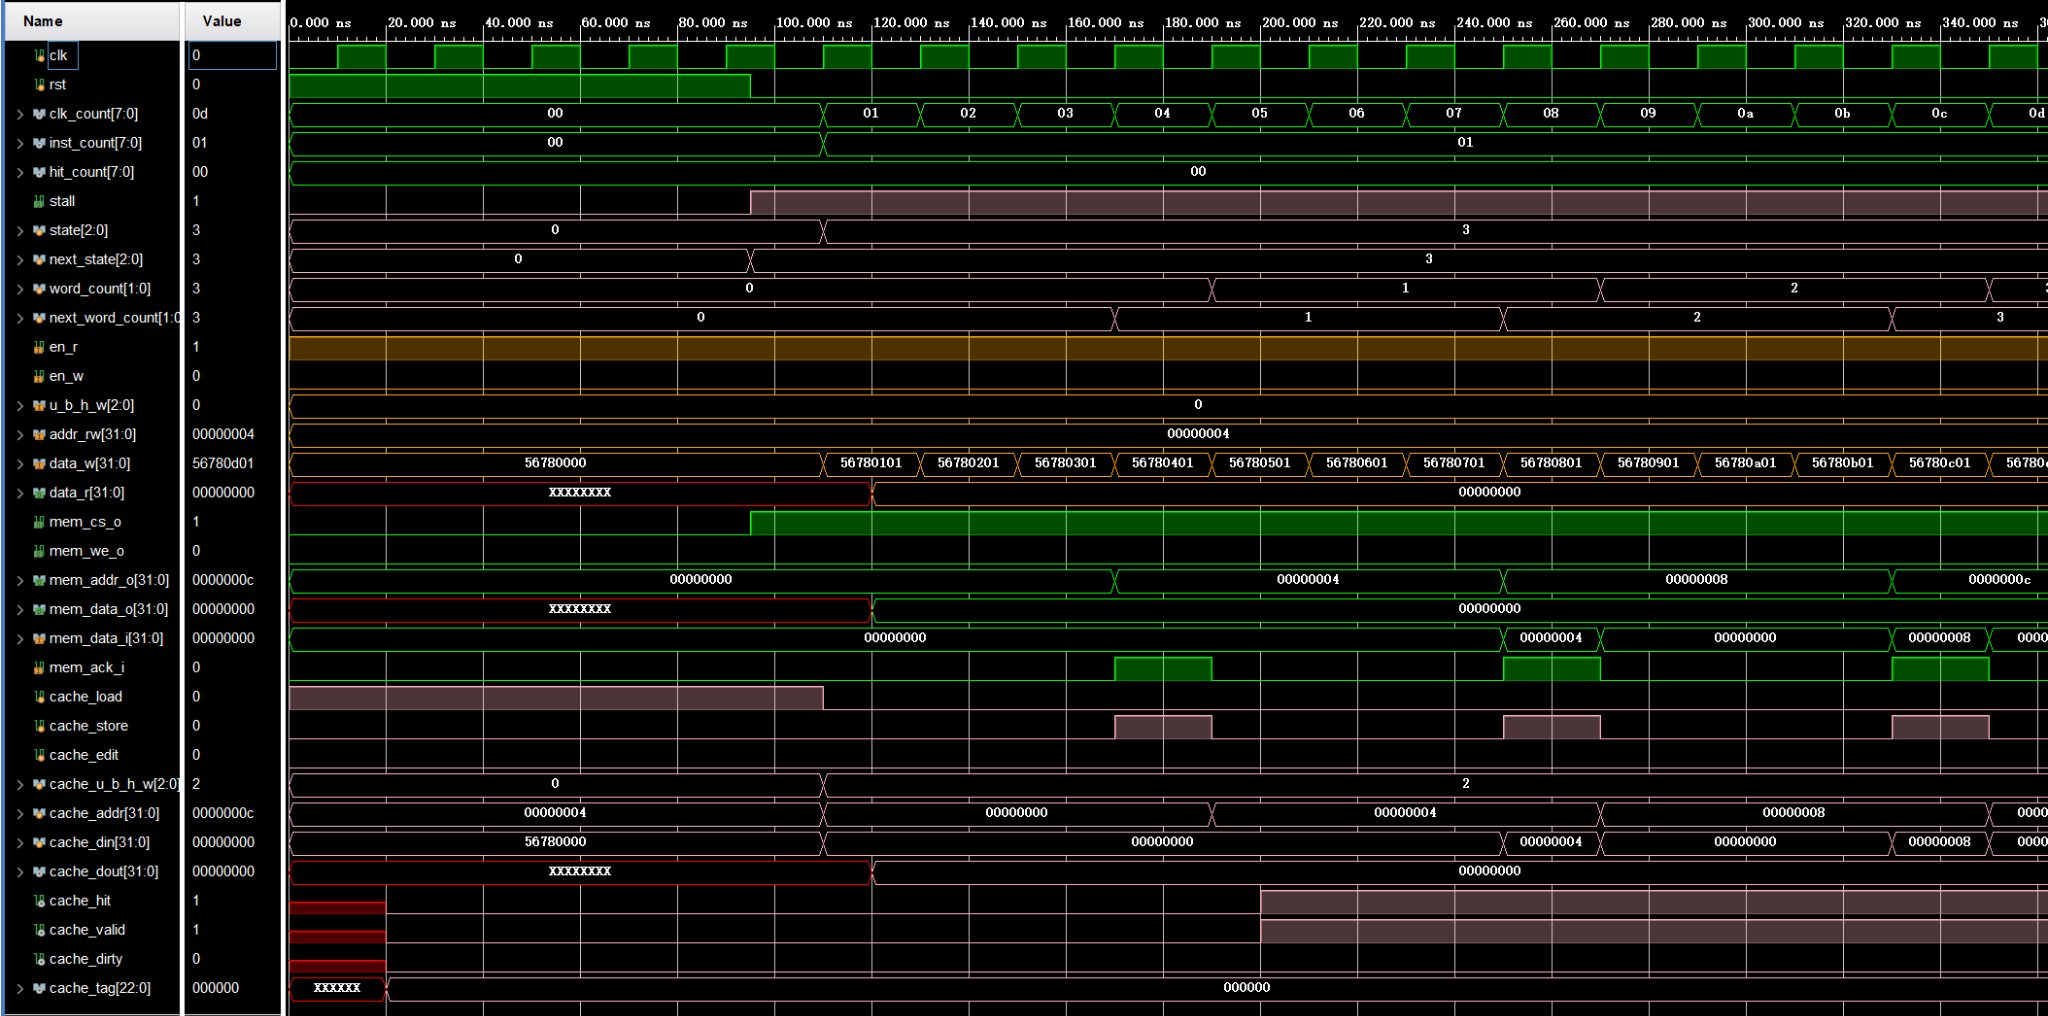 Name Value 0.000 ns 20.000 ns 40.000 ns 60.000 ns 80.000 ns 100.000 ns 120.000 ns 140.000 ns 160.000 ns 180.000 ns 200.000 ns 220.000 ns 240.000 ns 260.000 ns 280.000 ns 300.000 ns 320.000 ns 340.000 ns
clk 0
rst 0
clk_count[7:0] 0d 00 01 02 03 04 05 06 07 08 09 0a 0b 0c 0d
inst_count[7:0] 01 00 01
hit_count[7:0] 00 00
stall 1
state[2:0] 3 0 3
next_state[2:0] 3 0 3
word_count[1:0] 3 0 1 2
next_word_count[1:0 3 0 1 2 3
en_r 1
en_w 0
u_b_h_w[2:0] 0 0
addr_rw[31:0] 00000004 00000004
data_w[31:0] 56780d01 56780000 56780101 56780201 56780301 56780401 56780501 56780601 56780701 56780801 56780901 56780a01 56780b01 56780c01 56780
data_r[31:0] 00000000 XXXXXXXX 00000000
mem_cs_o 1
mem_we_o 0
mem_addr_o[31:0] 0000000c 00000000 00000004 00000008 0000000c
mem_data_o[31:0] 00000000 XXXXXXXX 00000000
mem_data_i[31:0] 00000000 00000000 00000004 00000000 00000008 0000
mem_ack_i 0
cache_load 0
cache_store 0
cache_edit 0
cache_u_b_h_w[2:0] 2 0 2
cache_addr[31:0] 0000000c 00000004 00000000 00000004 00000008 0000
cache_din[31:0] 00000000 56780000 00000000 00000004 00000000 00000008 0000
cache_dout[31:0] 00000000 XXXXXXXX 00000000
cache_hit 1
cache_valid 1
cache_dirty 0
cache_tag[22:0] 000000 XXXXXX 000000